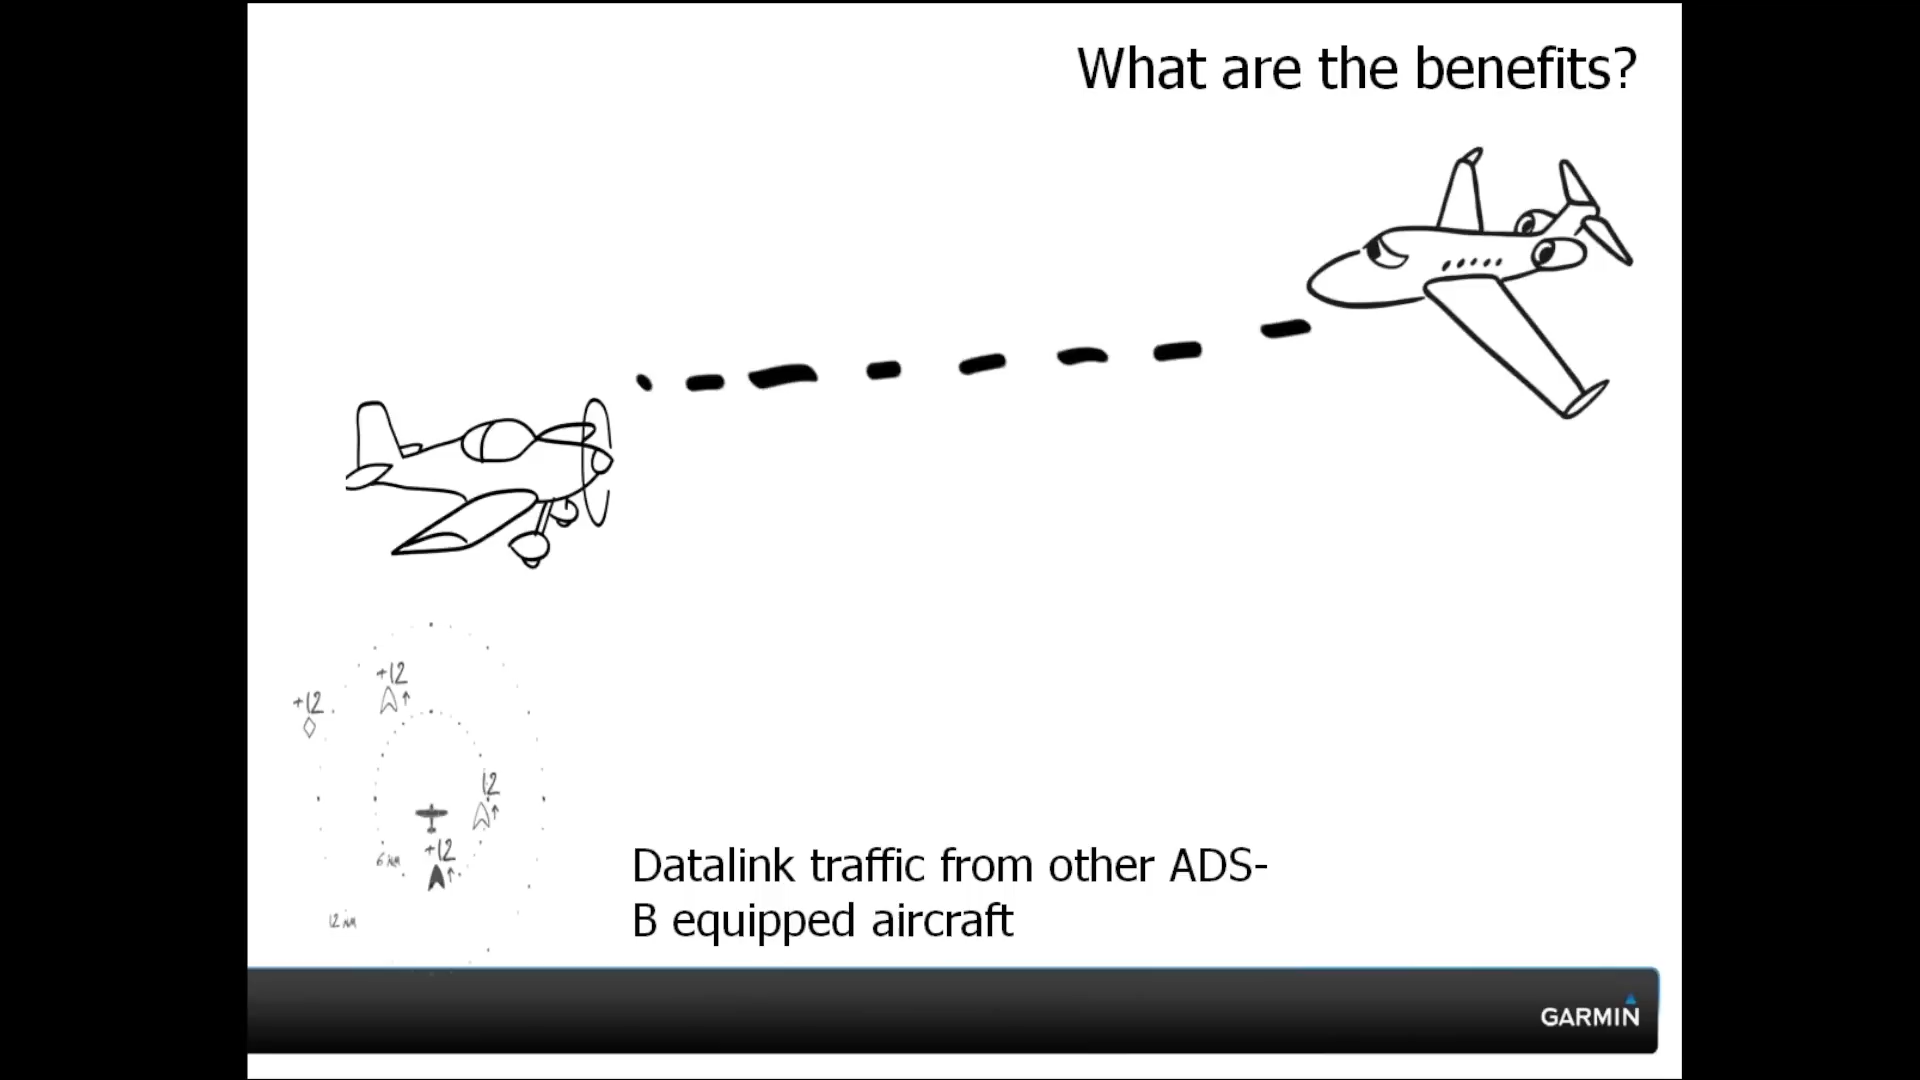 What are the benefits?
+12
+12
12
+12
6 NM
12 NM
Datalink traffic from other ADS-
B equipped aircraft
GARMIN